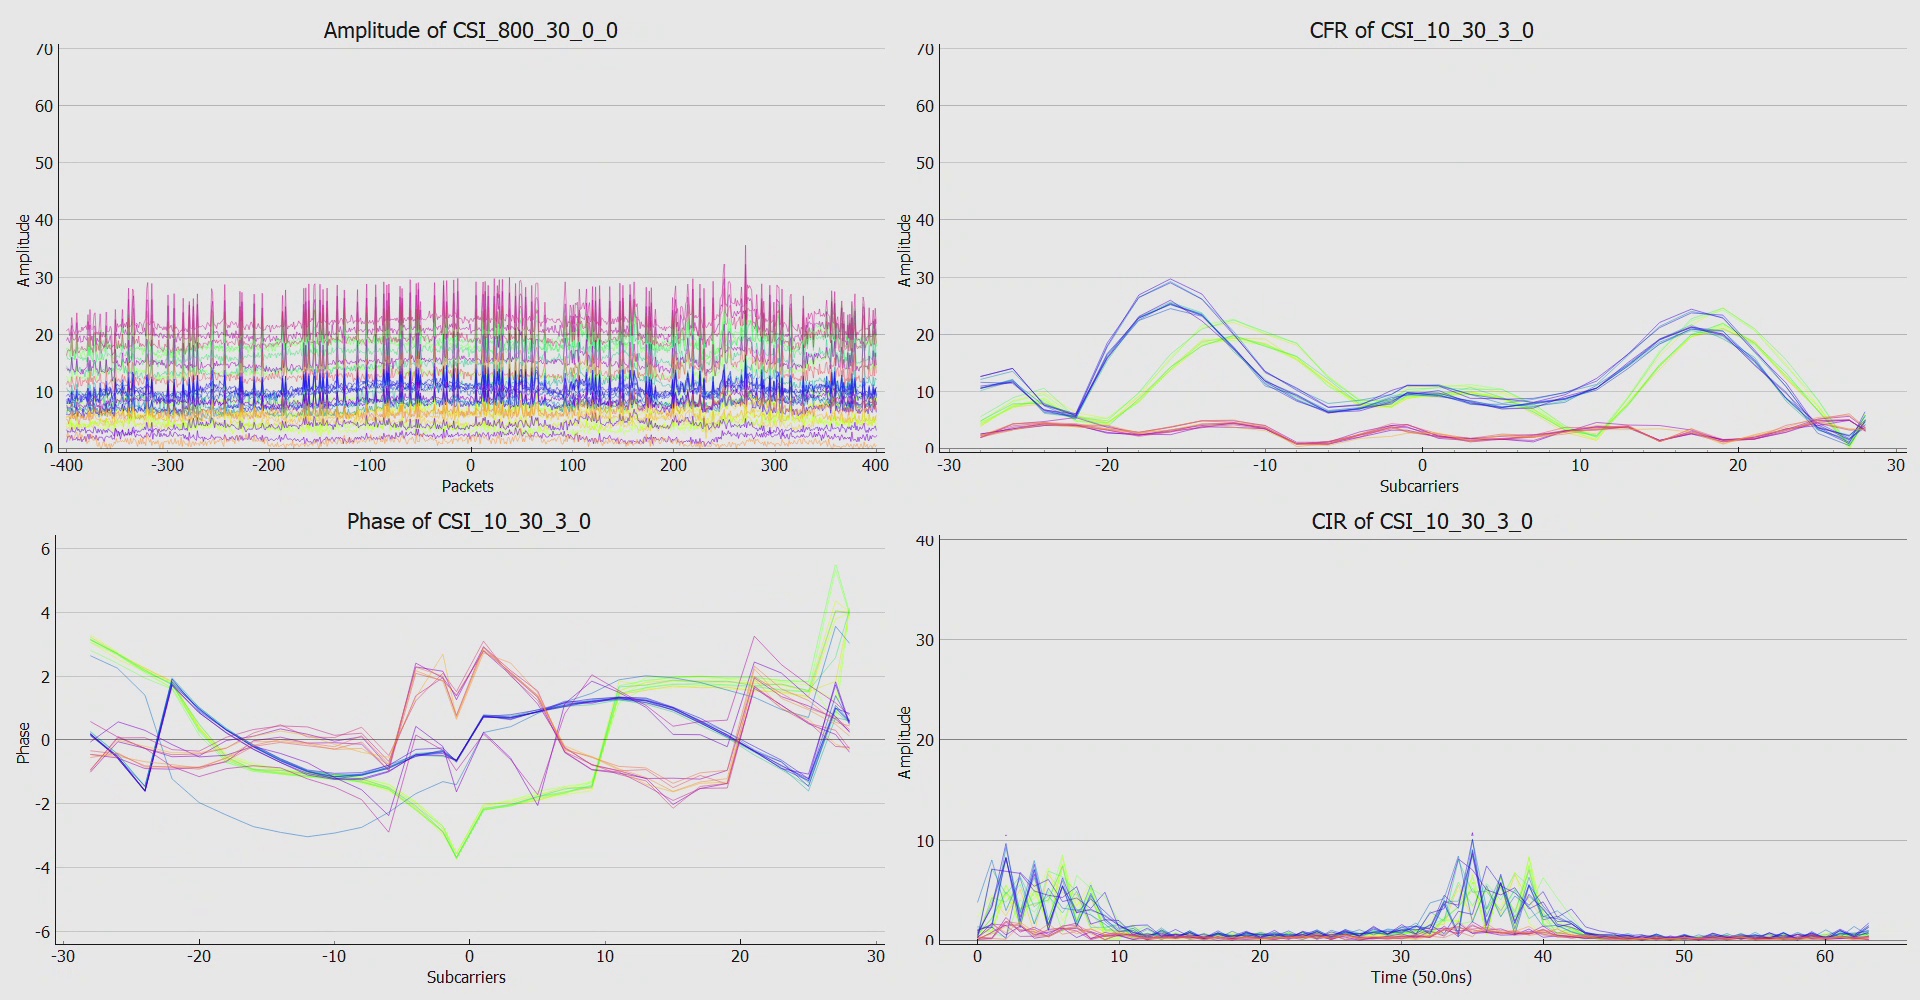 Amplitude of CSI_800_30_0_0
70
60
50
40
30
20
10
0
Amplitude
-400 -300 -200 -100 0 100 200 300 400
Packets
CFR of CSI_10_30_3_0
70
60
50
40
30
20
10
0
Amplitude
-30 -20 -10 0 10 20 30
Subcarriers
Phase of CSI_10_30_3_0
6
4
2
0
-2
-4
-6
Phase
-30 -20 -10 0 10 20 30
Subcarriers
CIR of CSI_10_30_3_0
40
30
20
10
0
Amplitude
0 10 20 30 40 50 60
Time (50.0ns)